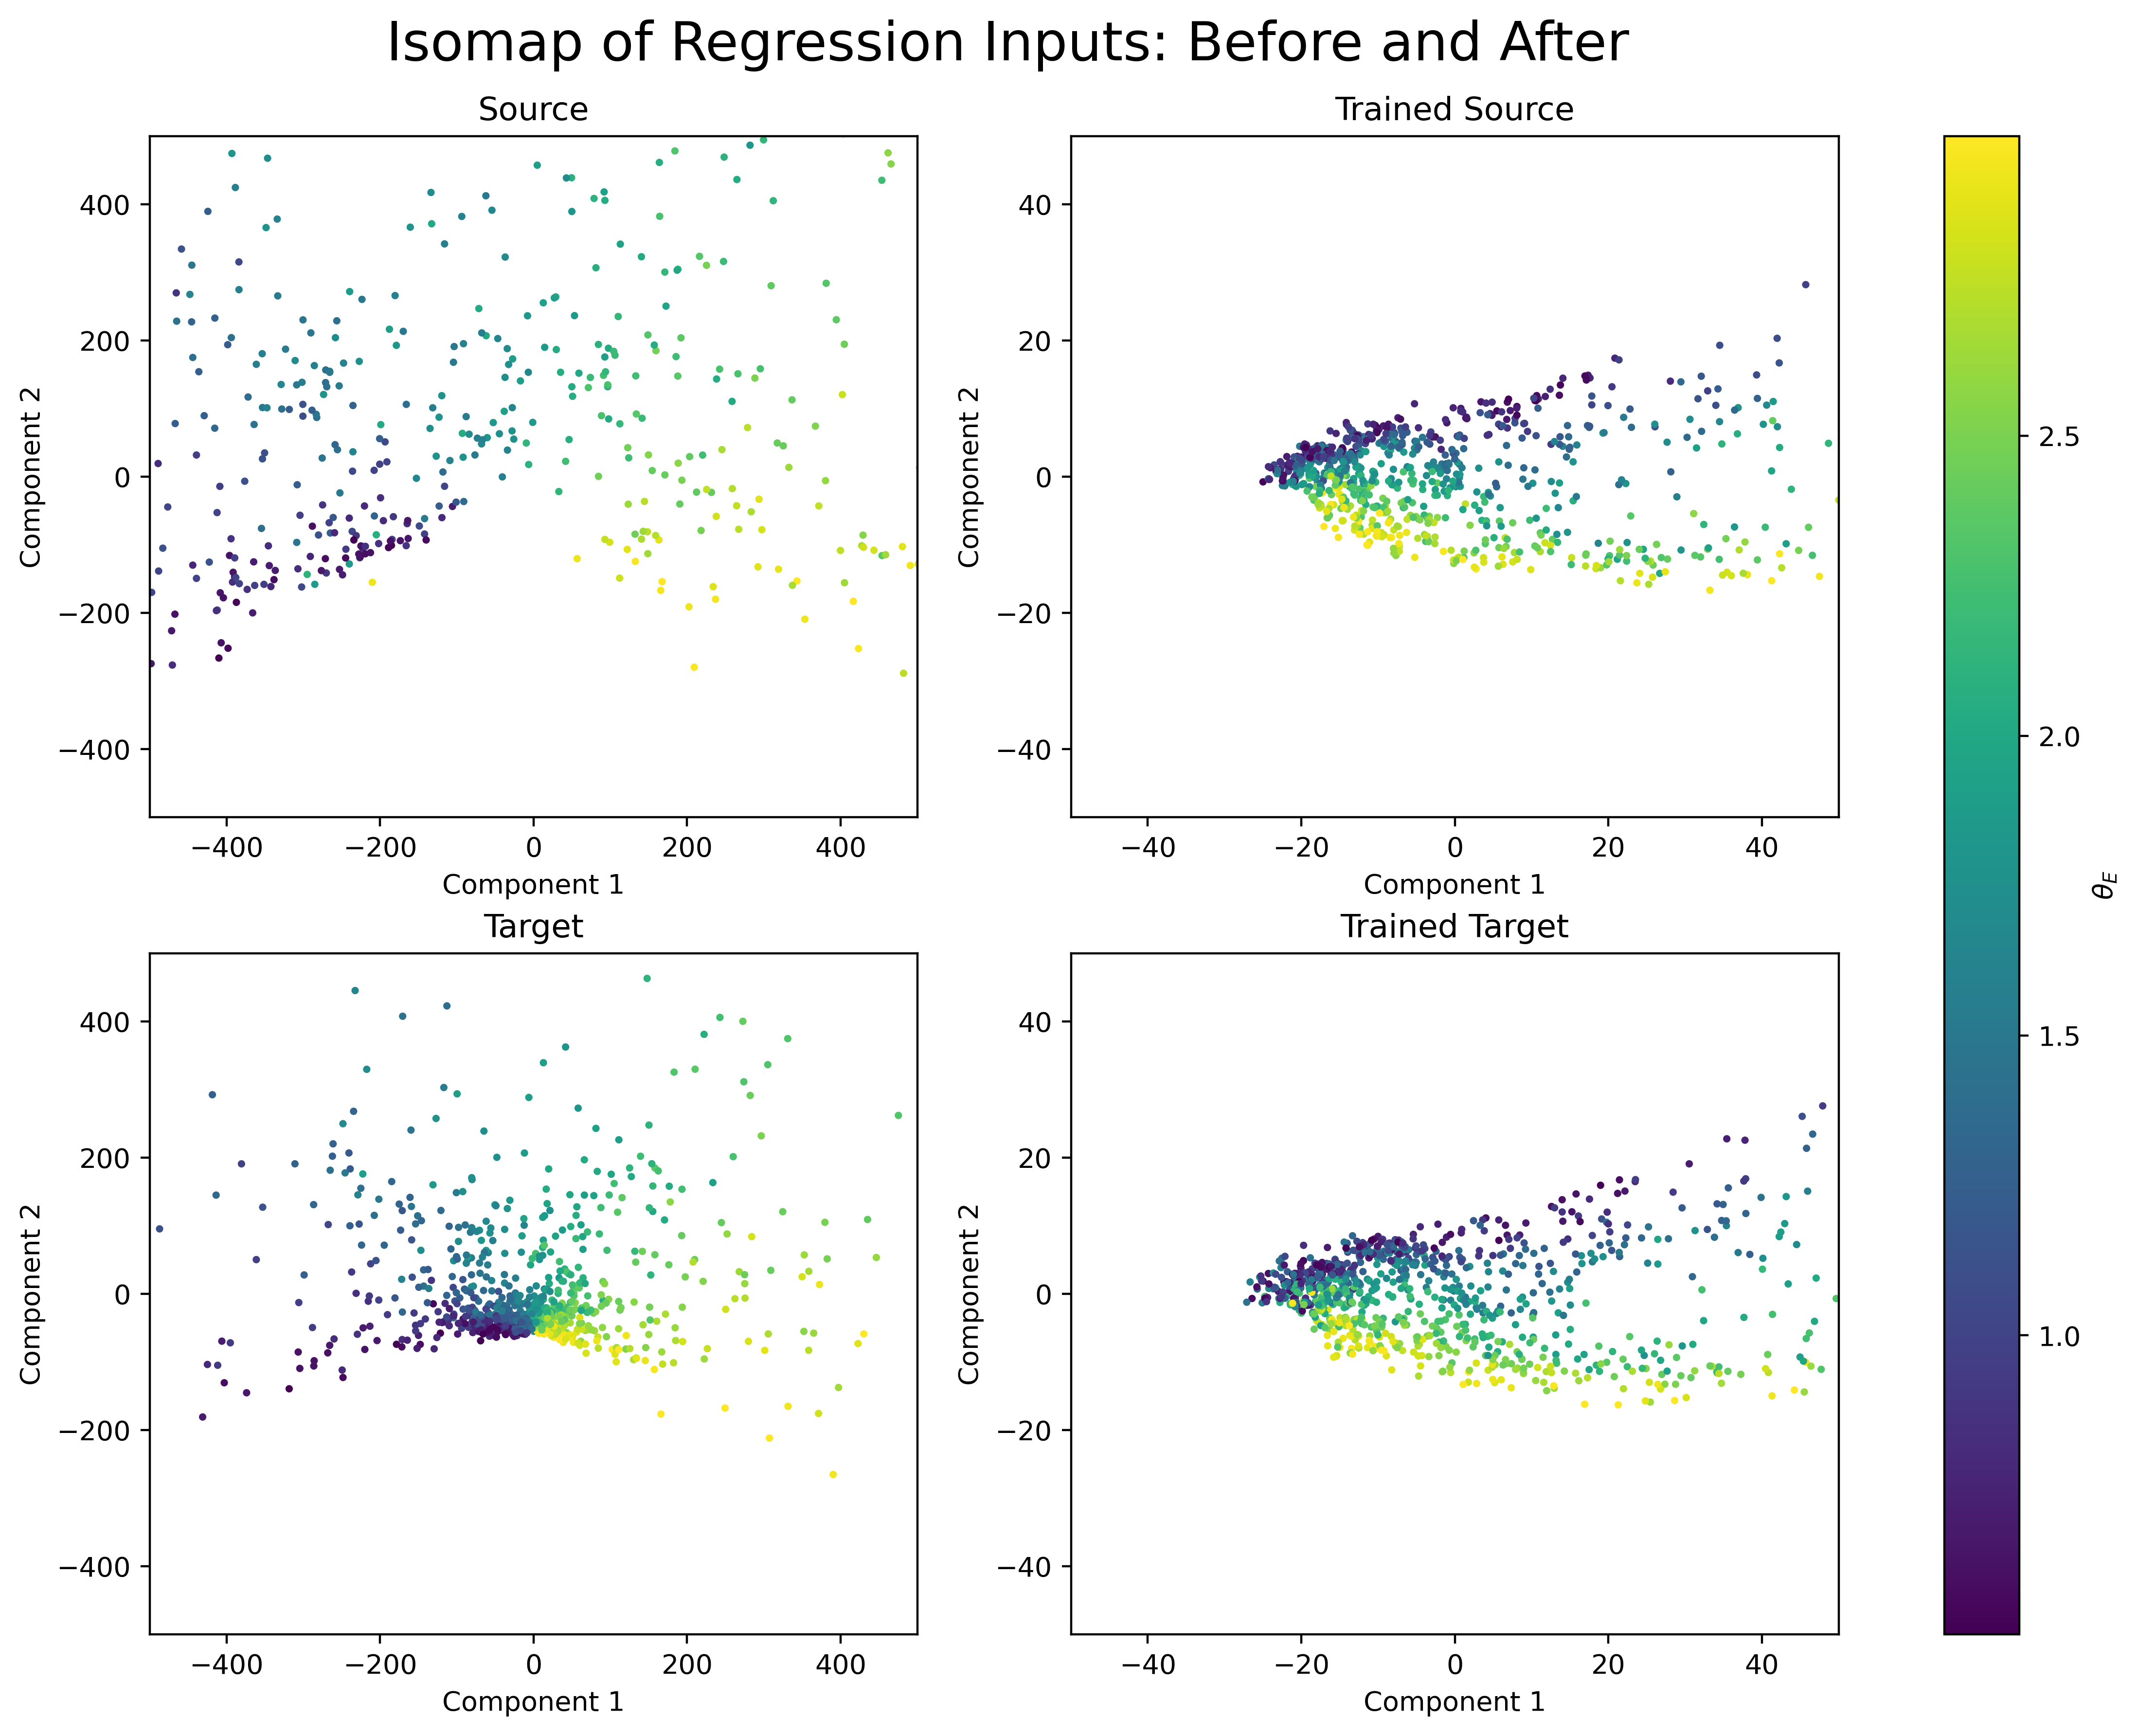 Isomap of Regression Inputs: Before and After
Source
400
200
0
−200
−400
Component 2
−400 −200 0 200 400
Component 1
Trained Source
40
20
0
−20
−40
Component 2
−40 −20 0 20 40
Component 1
Target
400
200
0
−200
−400
Component 2
−400 −200 0 200 400
Component 1
Trained Target
40
20
0
−20
−40
Component 2
−40 −20 0 20 40
Component 1
2.5
2.0
1.5
1.0
θ_E